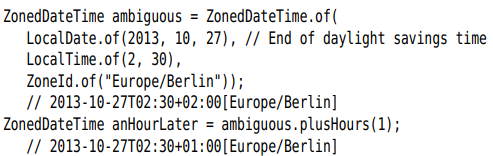 ZonedDateTime ambiguous = ZonedDateTime.of(
LocalDate.of(2013, 10, 27), // End of daylight savings time
LocalTime.of(2, 30),
ZoneId.of("Europe/Berlin"));
// 2013-10-27T02:30+02:00[Europe/Berlin]
ZonedDateTime anHourLater = ambiguous.plusHours(1);
// 2013-10-27T02:30+01:00[Europe/Berlin]